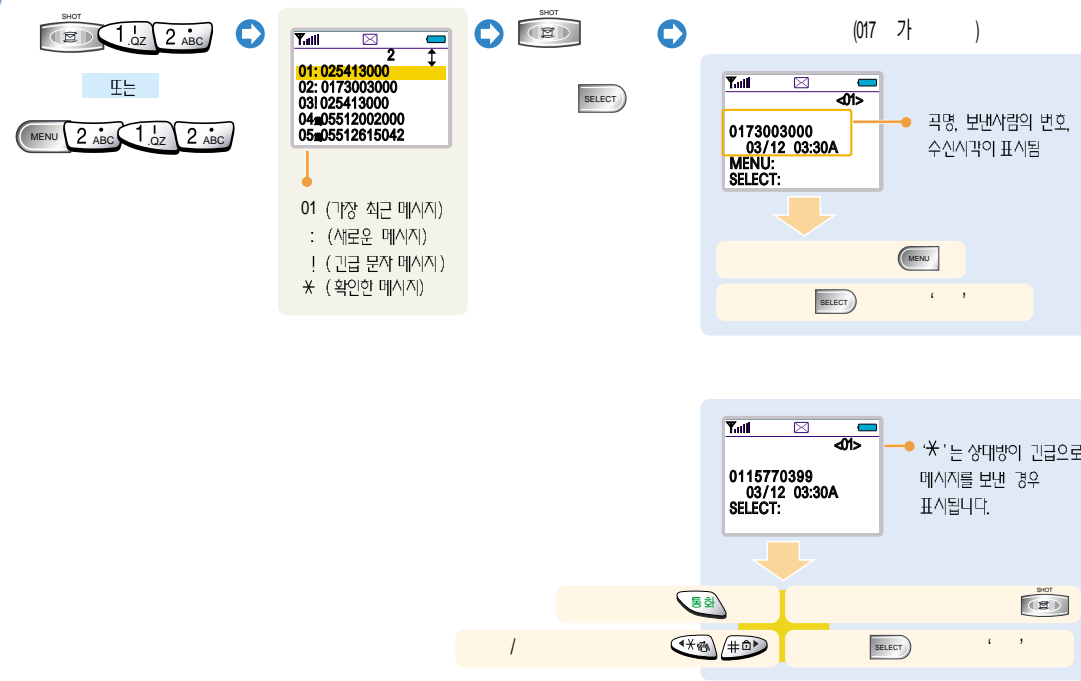 SHOT
1 .QZ 2 ABC
또는
MENU 2 ABC 1 .QZ 2 ABC
2
01: 025413000
02: 0173003000
03! 025413000
04 05512002000
05 05512615042
01 (가장 최근 메시지)
: (새로운 메시지)
! (긴급 문자 메시지)
* (확인한 메시지)
SHOT
SELECT
(017 가 )
<01>
0173003000
03/12 03:30A
MENU:
SELECT:
곡명, 보낸사람의 번호,
수신시각이 표시됨
MENU
SELECT ‘ ’
<01>
0115770399
03/12 03:30A
SELECT:
‘*’는 상대방이 긴급으로
메시지를 보낸 경우
표시됩니다.
통화
SHOT
/ * #
SELECT ‘ ’